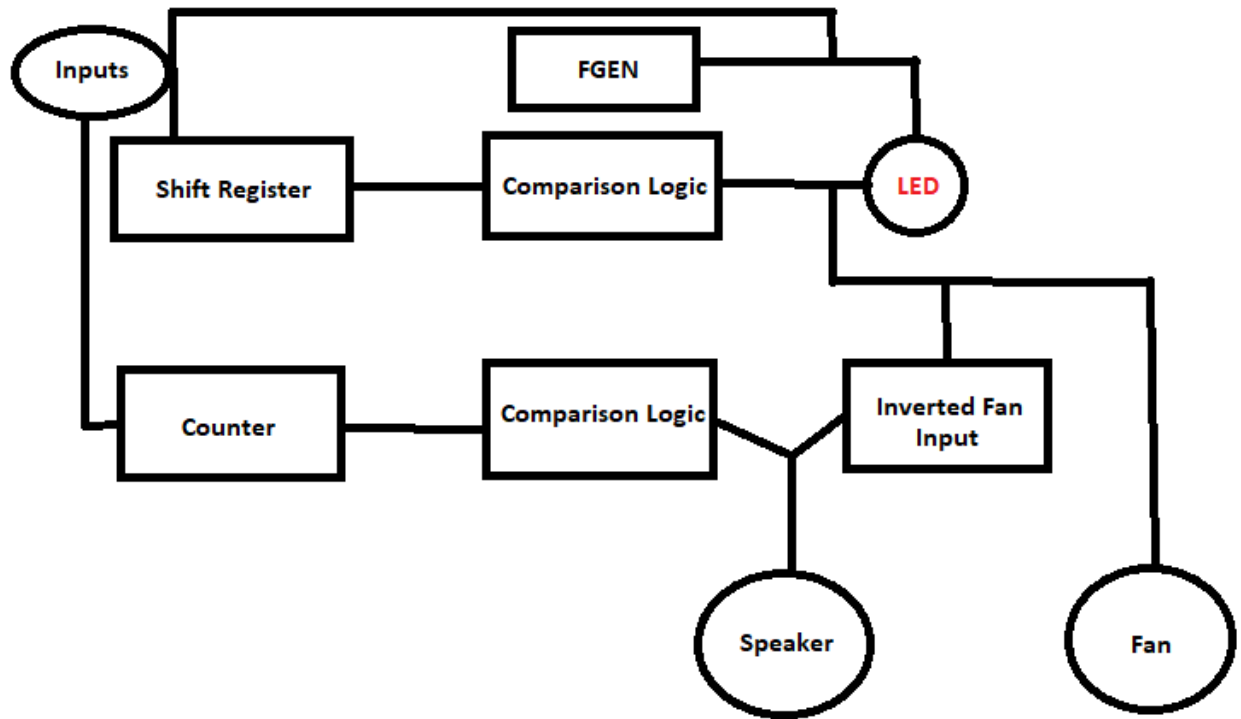 Inputs
FGEN
Shift Register
Comparison Logic
LED
Counter
Comparison Logic
Inverted Fan
Input
Speaker
Fan